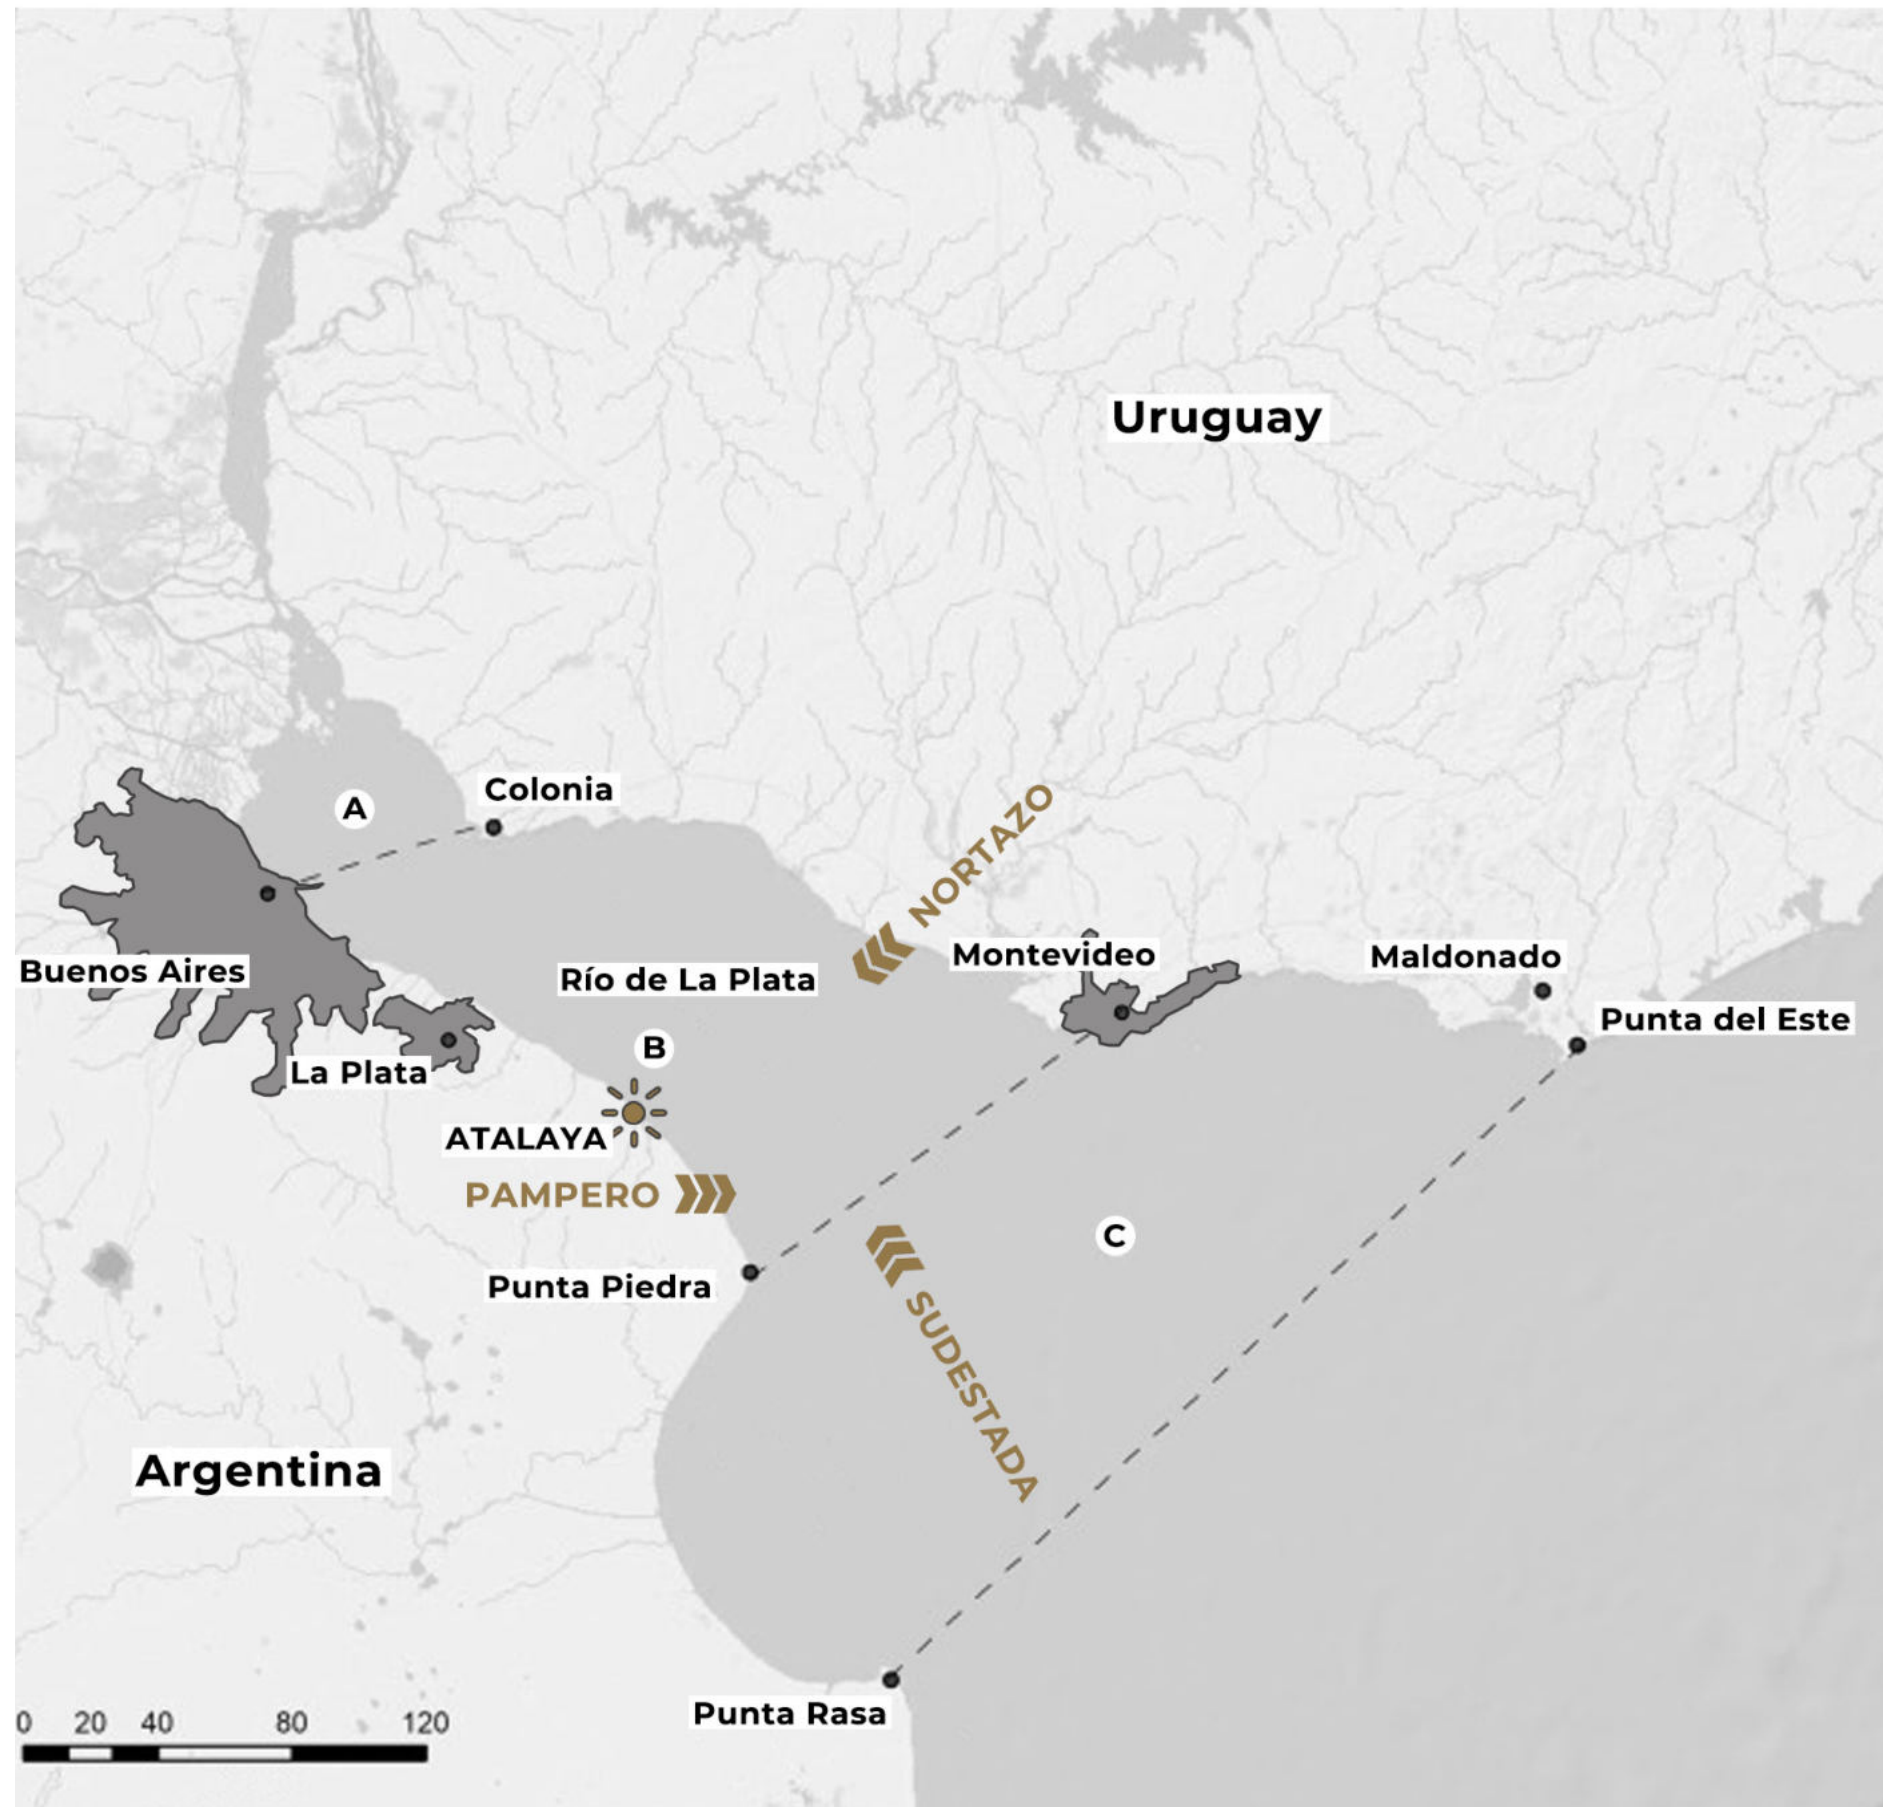 Uruguay
Colonia
A
NORTAZO
Montevideo
Maldonado
Buenos Aires
Río de La Plata
Punta del Este
B
La Plata
ATALAYA
PAMPERO
C
Punta Piedra
SUDESTADA
Argentina
Punta Rasa
0 20 40 80 120